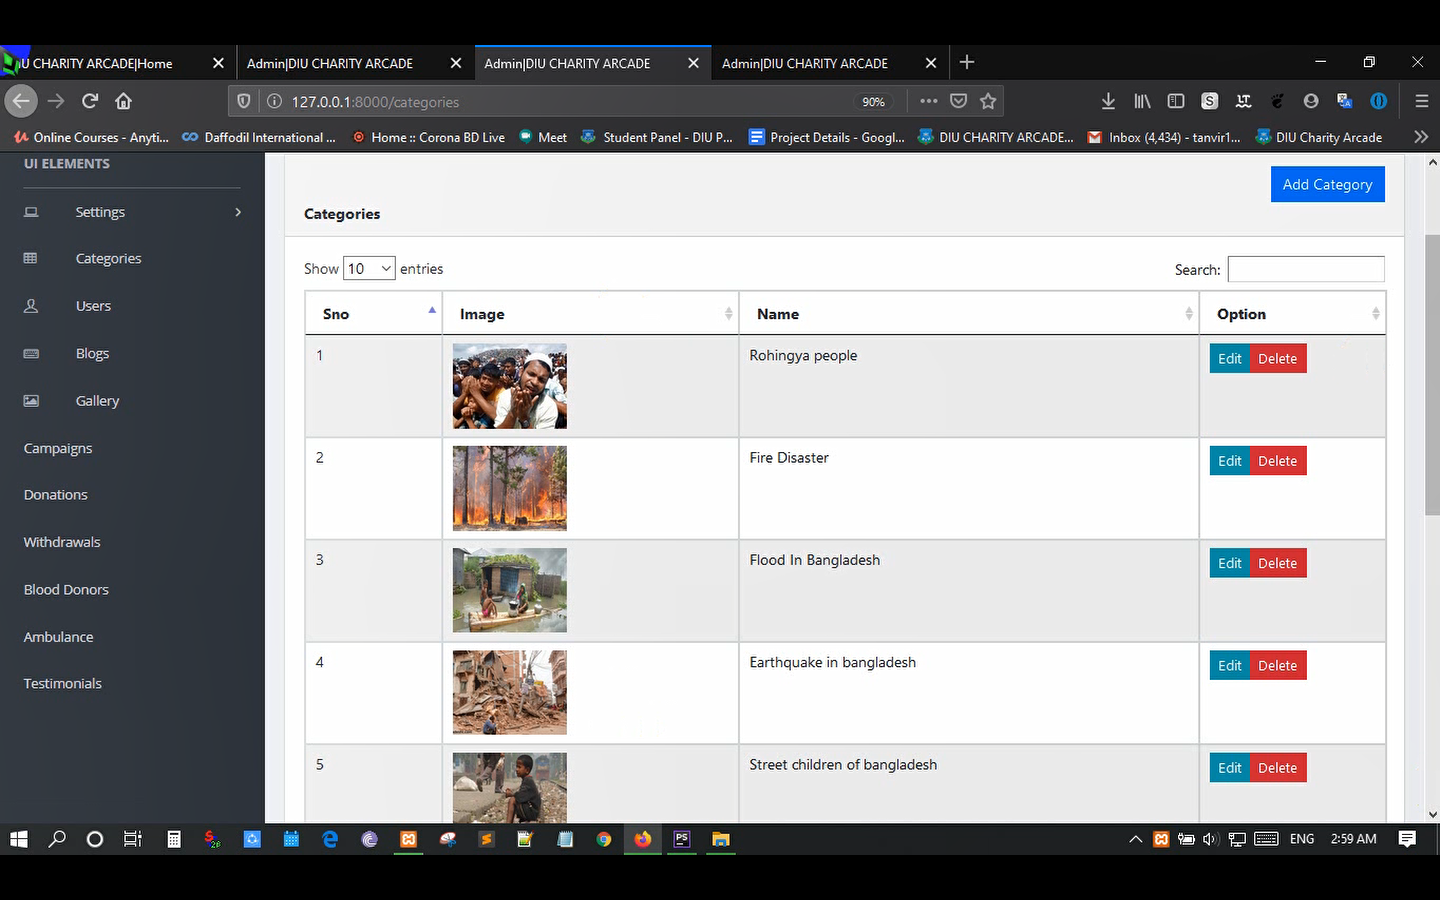 IU CHARITY ARCADE|Home
Admin|DIU CHARITY ARCADE
Admin|DIU CHARITY ARCADE
Admin|DIU CHARITY ARCADE
127.0.0.1:8000/categories
90%
Online Courses - Anyti...
Daffodil International ...
Home :: Corona BD Live
Meet
Student Panel - DIU P...
Project Details - Googl...
DIU CHARITY ARCADE...
Inbox (4,434) - tanvir1...
DIU Charity Arcade
UI ELEMENTS
Settings
Categories
Users
Blogs
Gallery
Campaigns
Donations
Withdrawals
Blood Donors
Ambulance
Testimonials
Add Category
Categories
Show 10 entries
Search:
Sno Image Name Option
1 Rohingya people Edit Delete
2 Fire Disaster Edit Delete
3 Flood In Bangladesh Edit Delete
4 Earthquake in bangladesh Edit Delete
5 Street children of bangladesh Edit Delete
ENG
2:59 AM